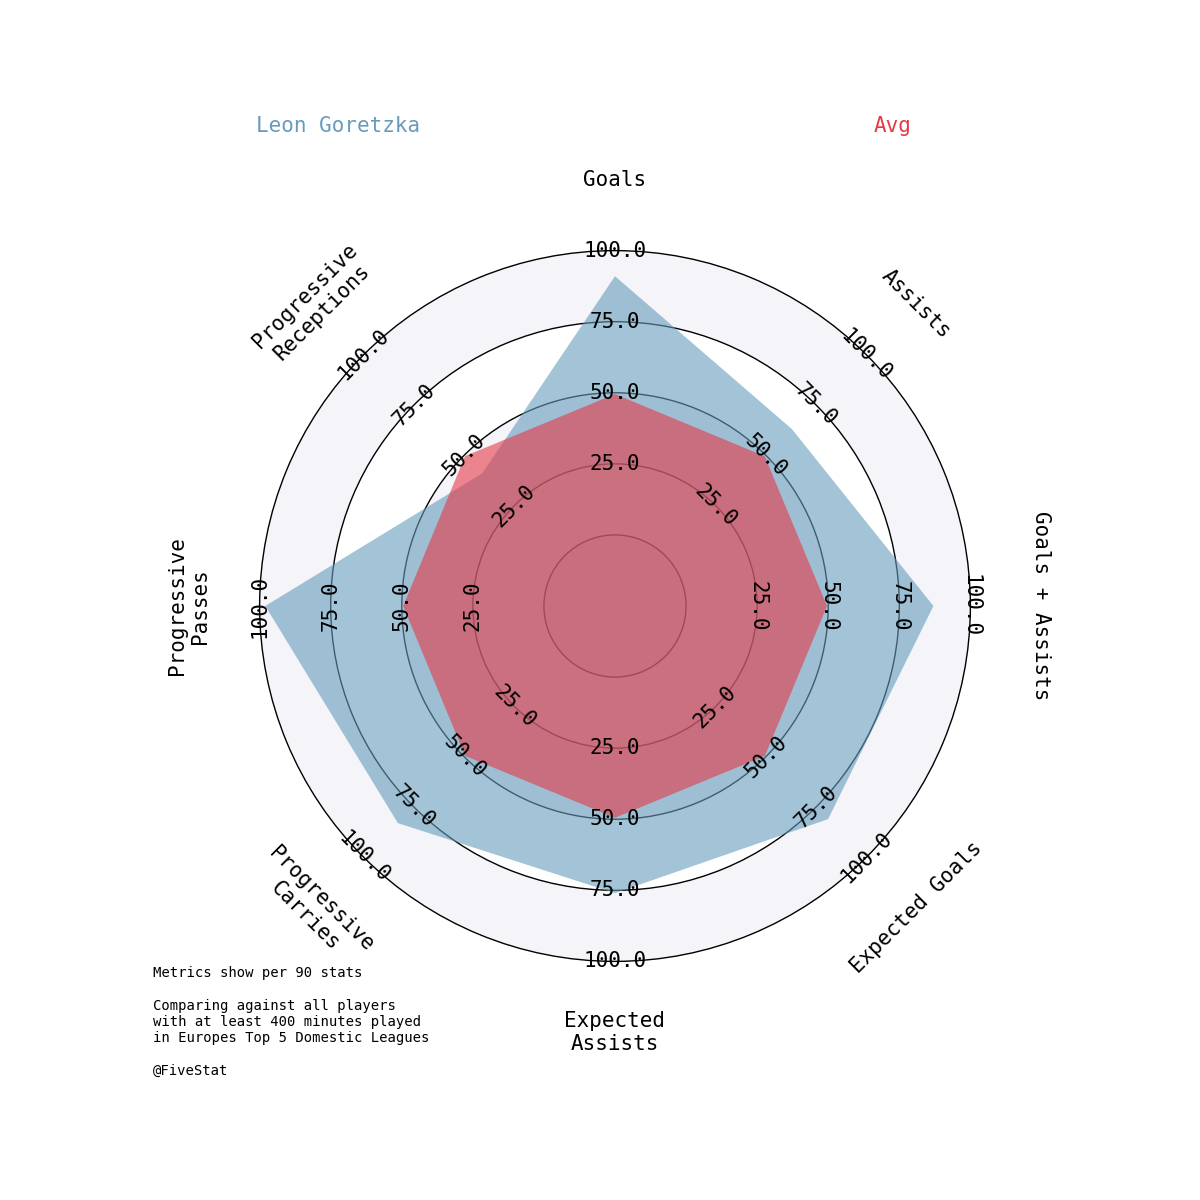 Leon Goretzka
Avg
Goals
Assists
Goals + Assists
Expected Goals
Expected
Assists
Progressive
Carries
Progressive
Passes
Progressive
Receptions
25.0
50.0
75.0
100.0
25.0
50.0
75.0
100.0
25.0
50.0
75.0
100.0
25.0
50.0
75.0
100.0
25.0
50.0
75.0
100.0
25.0
50.0
75.0
100.0
25.0
50.0
75.0
100.0
25.0
50.0
75.0
100.0
Metrics show per 90 stats
Comparing against all players
with at least 400 minutes played
in Europes Top 5 Domestic Leagues
@FiveStat